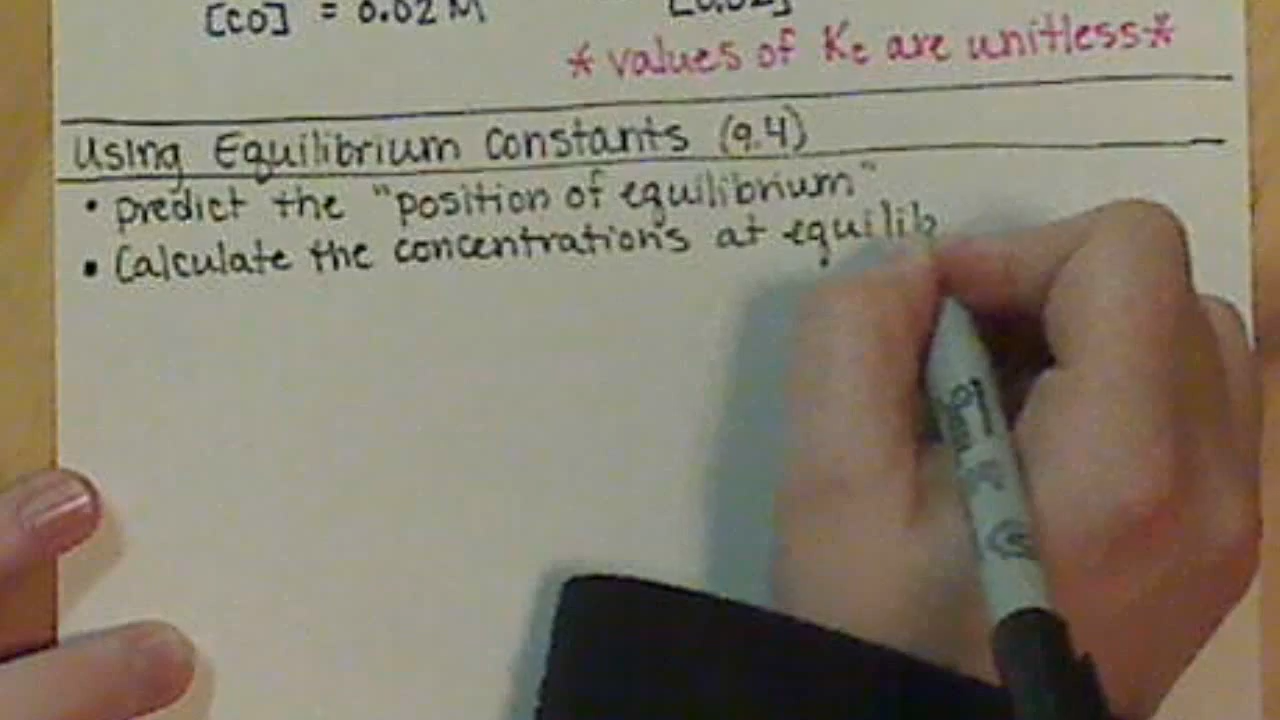 [CO] = 0.02 M
*values of Kc are unitless*
Using Equilibrium Constants (9.4)
• predict the "position of equilibrium"
• Calculate the concentrations at equilib